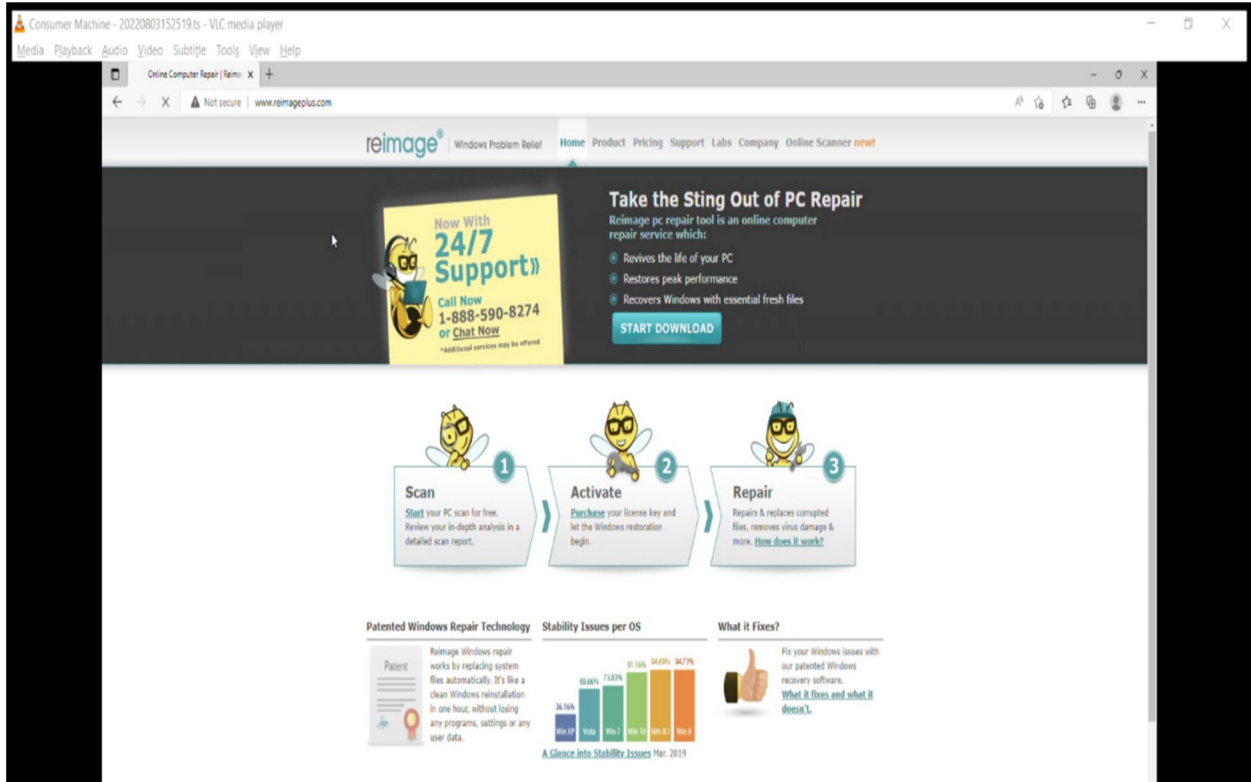 Consumer Machine - 20220803152519.ts - VLC media player
Media Playback Audio Video Subtitle Tools View Help
Online Computer Repair | Reima
Not secure | www.reimageplus.com
reimage® | Windows Problem Relief
Home Product Pricing Support Labs Company Online Scanner new!
Now With
24/7
Support»
Call Now
1-888-590-8274
or Chat Now
*Additional services may be offered
Take the Sting Out of PC Repair
Reimage pc repair tool is an online computer
repair service which:
Revives the life of your PC
Restores peak performance
Recovers Windows with essential fresh files
START DOWNLOAD
1
Scan
Start your PC scan for free.
Review your in-depth analysis in a
detailed scan report.
2
Activate
Purchase your license key and
let the Windows restoration
begin.
3
Repair
Repairs & replaces corrupted
files, removes virus damage &
more. How does it work?
Patented Windows Repair Technology
Patent
Reimage Windows repair
works by replacing system
files automatically. It's like a
clean Windows reinstallation
in one hour, without losing
any programs, settings or any
user data.
Stability Issues per OS
36.16% 73.83% 91.16% 94.73%
Win XP Vista Win 7 Win 10 Win 8.1 Win 8
A Glance into Stability Issues Mar. 2019
What it Fixes?
Fix your Windows issues with
our patented Windows
recovery software.
What it fixes and what it
doesn't.